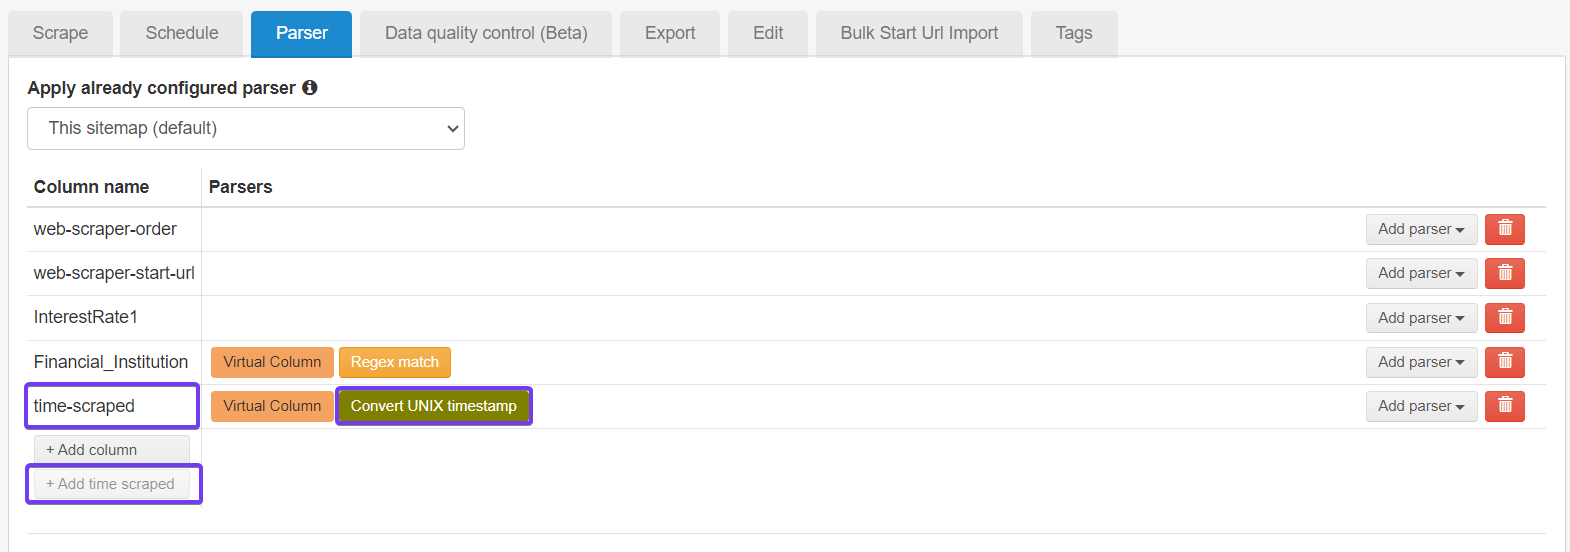 Scrape Schedule Parser Data quality control (Beta) Export Edit Bulk Start Url Import Tags
Apply already configured parser
This sitemap (default)
Column name Parsers
web-scraper-order Add parser
web-scraper-start-url Add parser
InterestRate1 Add parser
Financial_Institution Virtual Column Regex match Add parser
time-scraped Virtual Column Convert UNIX timestamp Add parser
+ Add column
+ Add time scraped